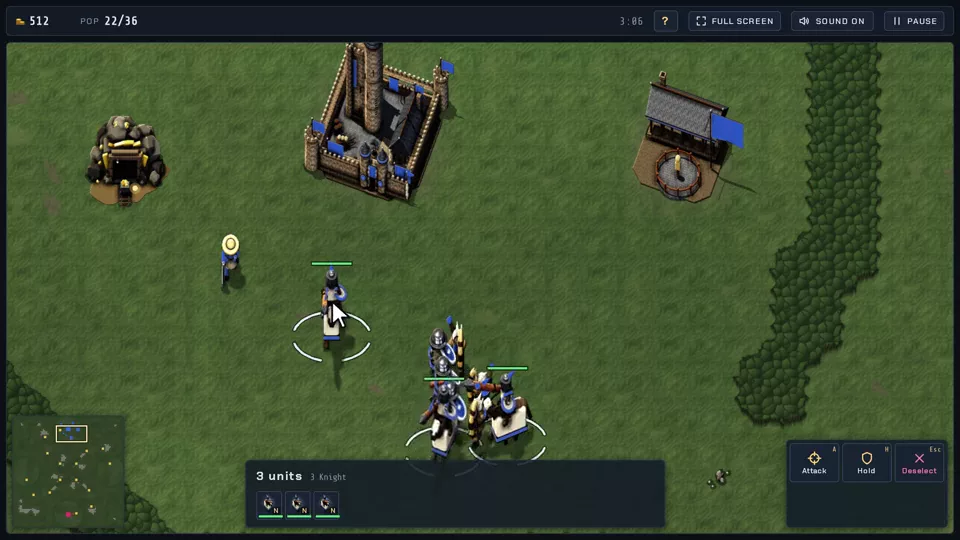 512 POP 22/36 3:06 ? FULL SCREEN SOUND ON PAUSE
3 units 3 Knight
N N N
A H Esc
Attack Hold Deselect